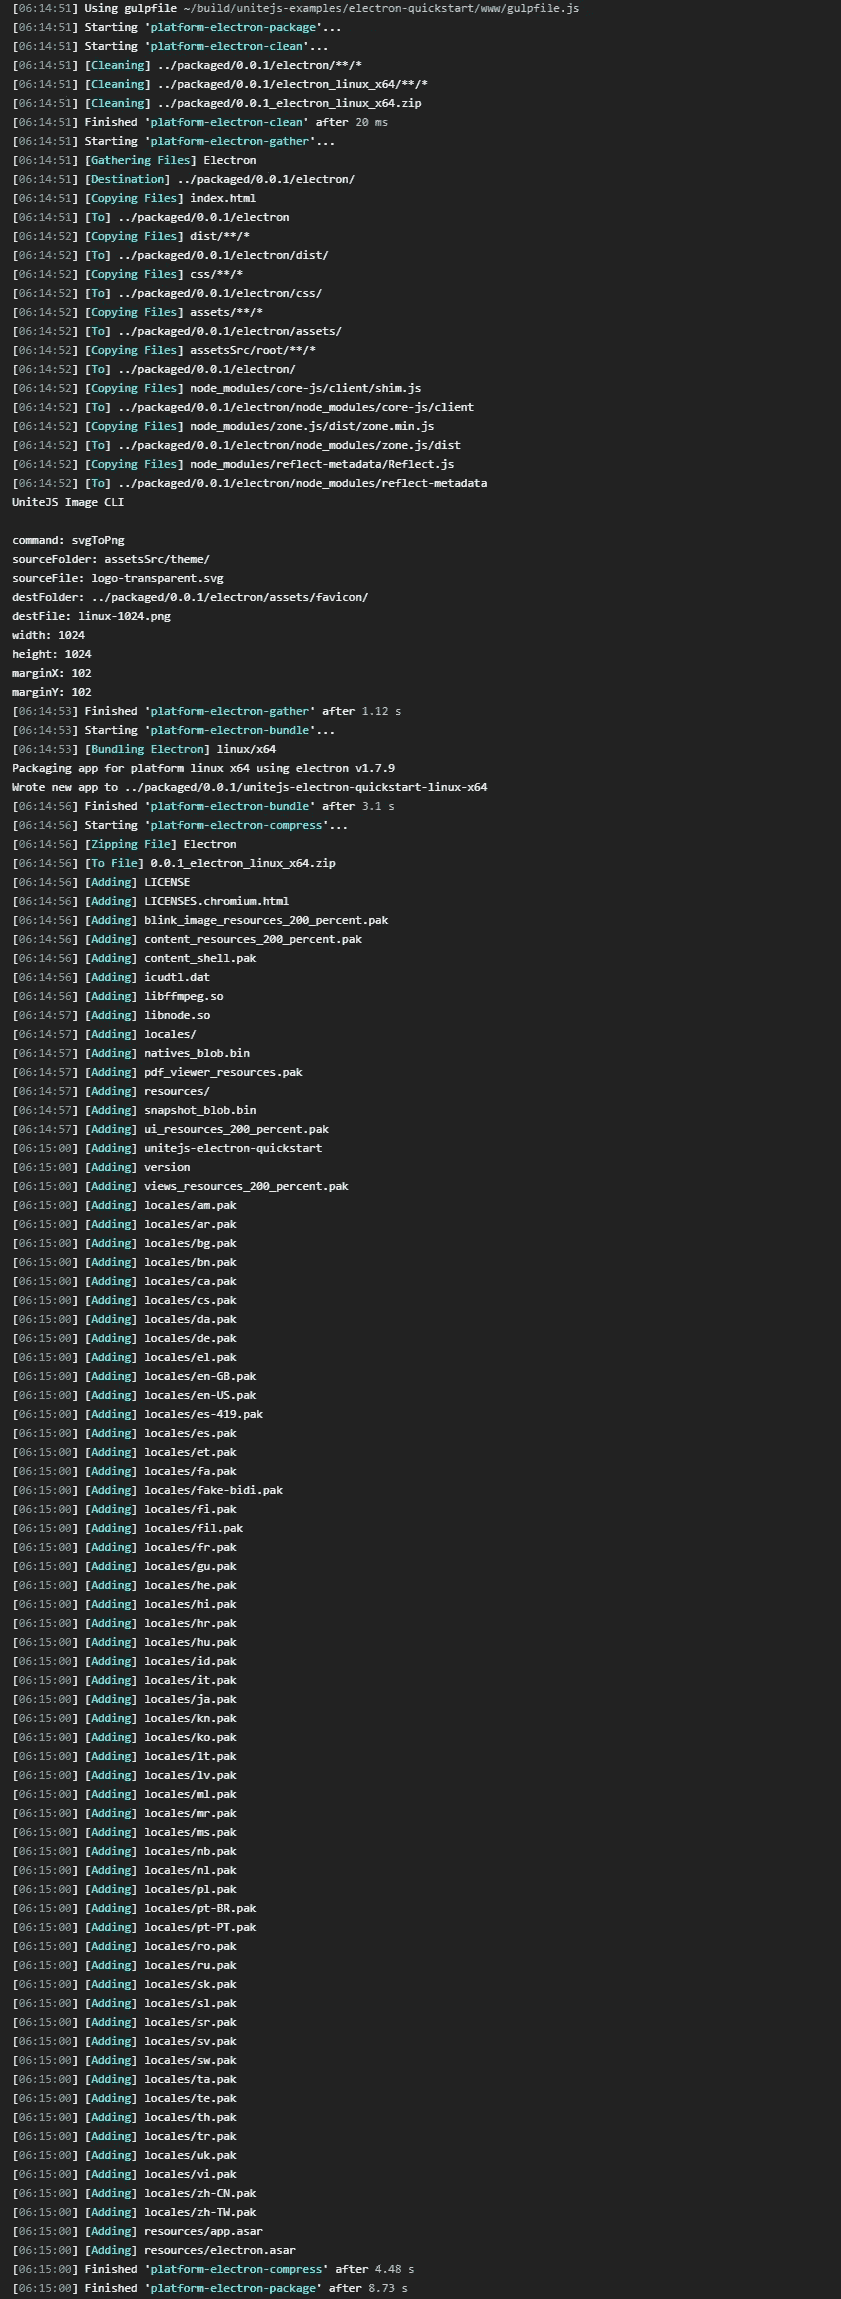 [06:14:51] Using gulpfile ~/build/unitejs-examples/electron-quickstart/www/gulpfile.js
[06:14:51] Starting 'platform-electron-package'...
[06:14:51] Starting 'platform-electron-clean'...
[06:14:51] [Cleaning] ../packaged/0.0.1/electron/**/*
[06:14:51] [Cleaning] ../packaged/0.0.1/electron_linux_x64/**/*
[06:14:51] [Cleaning] ../packaged/0.0.1_electron_linux_x64.zip
[06:14:51] Finished 'platform-electron-clean' after 20 ms
[06:14:51] Starting 'platform-electron-gather'...
[06:14:51] [Gathering Files] Electron
[06:14:51] [Destination] ../packaged/0.0.1/electron/
[06:14:51] [Copying Files] index.html
[06:14:51] [To] ../packaged/0.0.1/electron
[06:14:52] [Copying Files] dist/**/*
[06:14:52] [To] ../packaged/0.0.1/electron/dist/
[06:14:52] [Copying Files] css/**/*
[06:14:52] [To] ../packaged/0.0.1/electron/css/
[06:14:52] [Copying Files] assets/**/*
[06:14:52] [To] ../packaged/0.0.1/electron/assets/
[06:14:52] [Copying Files] assetsSrc/root/**/*
[06:14:52] [To] ../packaged/0.0.1/electron/
[06:14:52] [Copying Files] node_modules/core-js/client/shim.js
[06:14:52] [To] ../packaged/0.0.1/electron/node_modules/core-js/client
[06:14:52] [Copying Files] node_modules/zone.js/dist/zone.min.js
[06:14:52] [To] ../packaged/0.0.1/electron/node_modules/zone.js/dist
[06:14:52] [Copying Files] node_modules/reflect-metadata/Reflect.js
[06:14:52] [To] ../packaged/0.0.1/electron/node_modules/reflect-metadata
UniteJS Image CLI
command: svgToPng
sourceFolder: assetsSrc/theme/
sourceFile: logo-transparent.svg
destFolder: ../packaged/0.0.1/electron/assets/favicon/
destFile: linux-1024.png
width: 1024
height: 1024
marginX: 102
marginY: 102
[06:14:53] Finished 'platform-electron-gather' after 1.12 s
[06:14:53] Starting 'platform-electron-bundle'...
[06:14:53] [Bundling Electron] linux/x64
Packaging app for platform linux x64 using electron v1.7.9
Wrote new app to ../packaged/0.0.1/unitejs-electron-quickstart-linux-x64
[06:14:56] Finished 'platform-electron-bundle' after 3.1 s
[06:14:56] Starting 'platform-electron-compress'...
[06:14:56] [Zipping File] Electron
[06:14:56] [To File] 0.0.1_electron_linux_x64.zip
[06:14:56] [Adding] LICENSE
[06:14:56] [Adding] LICENSES.chromium.html
[06:14:56] [Adding] blink_image_resources_200_percent.pak
[06:14:56] [Adding] content_resources_200_percent.pak
[06:14:56] [Adding] content_shell.pak
[06:14:56] [Adding] icudtl.dat
[06:14:56] [Adding] libffmpeg.so
[06:14:57] [Adding] libnode.so
[06:14:57] [Adding] locales/
[06:14:57] [Adding] natives_blob.bin
[06:14:57] [Adding] pdf_viewer_resources.pak
[06:14:57] [Adding] resources/
[06:14:57] [Adding] snapshot_blob.bin
[06:14:57] [Adding] ui_resources_200_percent.pak
[06:15:00] [Adding] unitejs-electron-quickstart
[06:15:00] [Adding] version
[06:15:00] [Adding] views_resources_200_percent.pak
[06:15:00] [Adding] locales/am.pak
[06:15:00] [Adding] locales/ar.pak
[06:15:00] [Adding] locales/bg.pak
[06:15:00] [Adding] locales/bn.pak
[06:15:00] [Adding] locales/ca.pak
[06:15:00] [Adding] locales/cs.pak
[06:15:00] [Adding] locales/da.pak
[06:15:00] [Adding] locales/de.pak
[06:15:00] [Adding] locales/el.pak
[06:15:00] [Adding] locales/en-GB.pak
[06:15:00] [Adding] locales/en-US.pak
[06:15:00] [Adding] locales/es-419.pak
[06:15:00] [Adding] locales/es.pak
[06:15:00] [Adding] locales/et.pak
[06:15:00] [Adding] locales/fa.pak
[06:15:00] [Adding] locales/fake-bidi.pak
[06:15:00] [Adding] locales/fi.pak
[06:15:00] [Adding] locales/fil.pak
[06:15:00] [Adding] locales/fr.pak
[06:15:00] [Adding] locales/gu.pak
[06:15:00] [Adding] locales/he.pak
[06:15:00] [Adding] locales/hi.pak
[06:15:00] [Adding] locales/hr.pak
[06:15:00] [Adding] locales/hu.pak
[06:15:00] [Adding] locales/id.pak
[06:15:00] [Adding] locales/it.pak
[06:15:00] [Adding] locales/ja.pak
[06:15:00] [Adding] locales/kn.pak
[06:15:00] [Adding] locales/ko.pak
[06:15:00] [Adding] locales/lt.pak
[06:15:00] [Adding] locales/lv.pak
[06:15:00] [Adding] locales/ml.pak
[06:15:00] [Adding] locales/mr.pak
[06:15:00] [Adding] locales/ms.pak
[06:15:00] [Adding] locales/nb.pak
[06:15:00] [Adding] locales/nl.pak
[06:15:00] [Adding] locales/pl.pak
[06:15:00] [Adding] locales/pt-BR.pak
[06:15:00] [Adding] locales/pt-PT.pak
[06:15:00] [Adding] locales/ro.pak
[06:15:00] [Adding] locales/ru.pak
[06:15:00] [Adding] locales/sk.pak
[06:15:00] [Adding] locales/sl.pak
[06:15:00] [Adding] locales/sr.pak
[06:15:00] [Adding] locales/sv.pak
[06:15:00] [Adding] locales/sw.pak
[06:15:00] [Adding] locales/ta.pak
[06:15:00] [Adding] locales/te.pak
[06:15:00] [Adding] locales/th.pak
[06:15:00] [Adding] locales/tr.pak
[06:15:00] [Adding] locales/uk.pak
[06:15:00] [Adding] locales/vi.pak
[06:15:00] [Adding] locales/zh-CN.pak
[06:15:00] [Adding] locales/zh-TW.pak
[06:15:00] [Adding] resources/app.asar
[06:15:00] [Adding] resources/electron.asar
[06:15:00] Finished 'platform-electron-compress' after 4.48 s
[06:15:00] Finished 'platform-electron-package' after 8.73 s